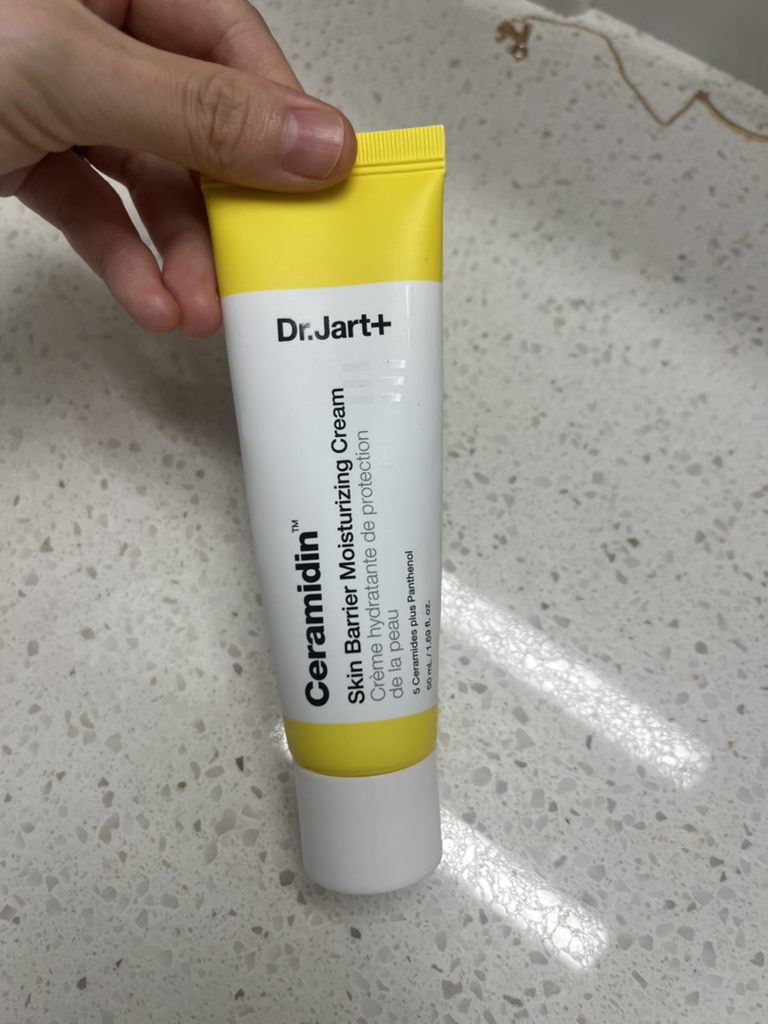 Dr.Jart+
Ceramidin™
Skin Barrier Moisturizing Cream
Crème hydratante de protection
de la peau
5 Ceramides plus Panthenol
50 mL / 1.69 fl. oz.